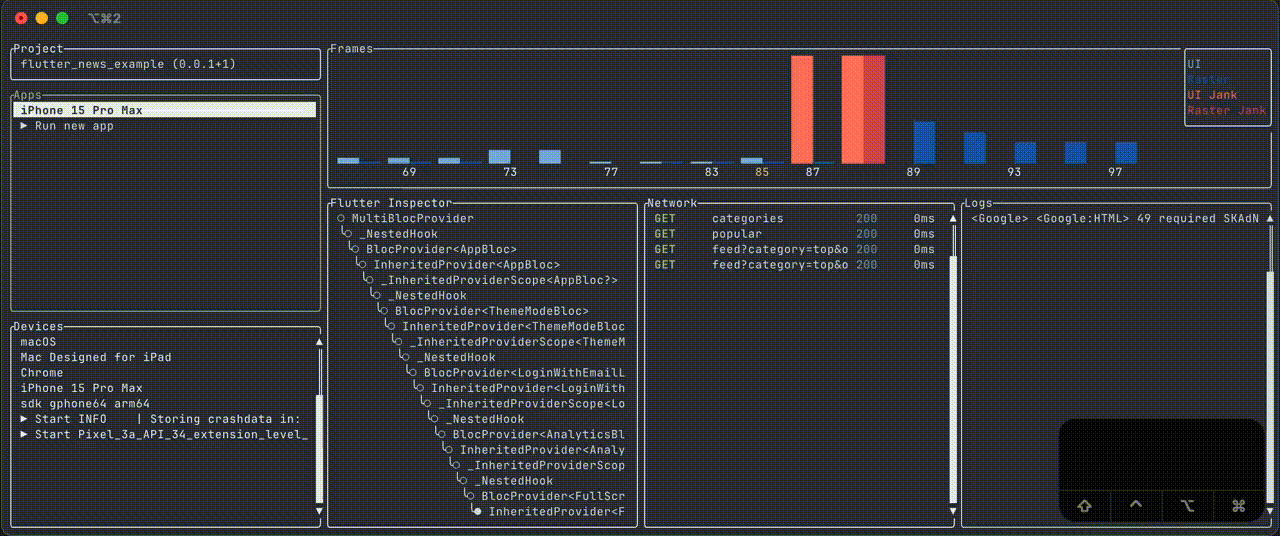 ⌥⌘2
Project
flutter_news_example (0.0.1+1)
Apps
iPhone 15 Pro Max
▶ Run new app
Devices
macOS
Mac Designed for iPad
Chrome
iPhone 15 Pro Max
sdk gphone64 arm64
▶ Start INFO    | Storing crashdata in:
▶ Start Pixel_3a_API_34_extension_level_
Frames
69 73 77 83 85 87 89 93 97
UI
Raster
UI Jank
Raster Jank
Flutter Inspector
MultiBlocProvider
_NestedHook
BlocProvider<AppBloc>
InheritedProvider<AppBloc>
_InheritedProviderScope<AppBloc?>
_NestedHook
BlocProvider<ThemeModeBloc>
InheritedProvider<ThemeModeBloc
_InheritedProviderScope<ThemeM
_NestedHook
BlocProvider<LoginWithEmailL
InheritedProvider<LoginWith
_InheritedProviderScope<Lo
_NestedHook
BlocProvider<AnalyticsBl
InheritedProvider<Analy
_InheritedProviderScop
_NestedHook
BlocProvider<FullScr
InheritedProvider<F
Network
GET categories 200 0ms
GET popular 200 0ms
GET feed?category=top&o 200 0ms
GET feed?category=top&o 200 0ms
Logs
<Google> <Google:HTML> 49 required SKAdN
⇧ ^ ⌥ ⌘